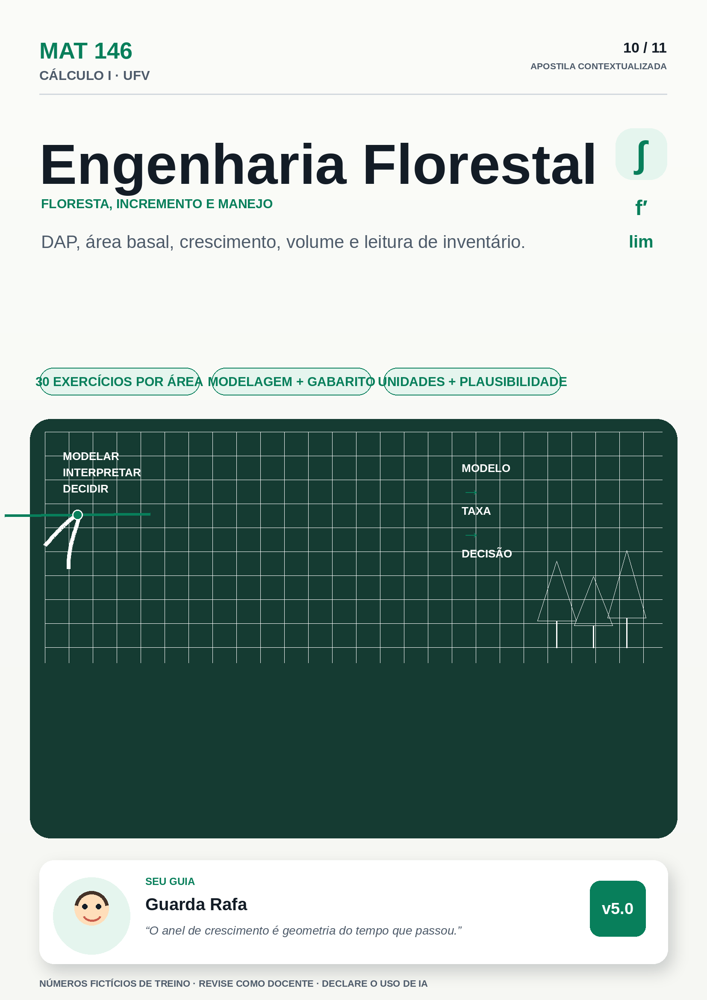 MAT 146
CÁLCULO I · UFV
10 / 11
APOSTILA CONTEXTUALIZADA
Engenharia Florestal
∫
FLORESTA, INCREMENTO E MANEJO
f′
DAP, área basal, crescimento, volume e leitura de inventário.
lim
30 EXERCÍCIOS POR ÁREA
MODELAGEM + GABARITO
UNIDADES + PLAUSIBILIDADE
MODELAR
INTERPRETAR
DECIDIR
MODELO
→
TAXA
→
DECISÃO
SEU GUIA
Guarda Rafa
“O anel de crescimento é geometria do tempo que passou.”
v5.0
NÚMEROS FICTÍCIOS DE TREINO · REVISE COMO DOCENTE · DECLARE O USO DE IA